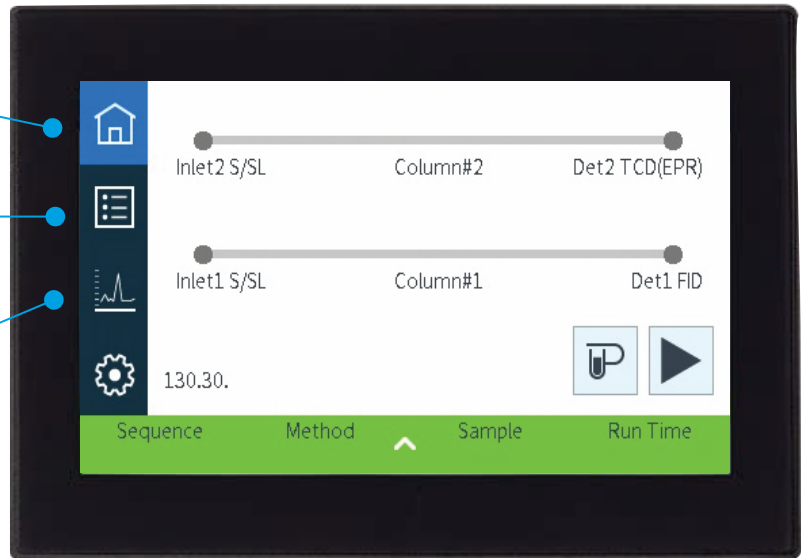 Inlet2 S/SL Column#2 Det2 TCD(EPR)
Inlet1 S/SL Column#1 Det1 FID
130.30.
Sequence Method Sample Run Time